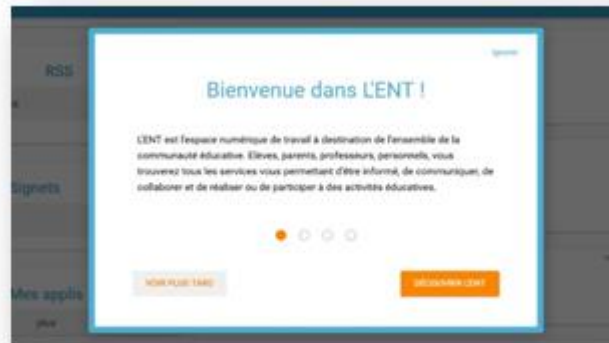 Ignorer
RSS
Bienvenue dans L'ENT !
L'ENT est l'espace numérique de travail à destination de l'ensemble de la
communauté éducative. Elèves, parents, professeurs, personnels, vous
trouverez tous les services vous permettant d'être informé, de communiquer, de
collaborer et de réaliser ou de participer à des activités éducatives.
Signets
VOIR PLUS TARD
DÉCOUVRIR L'ENT
Mes applis
plus